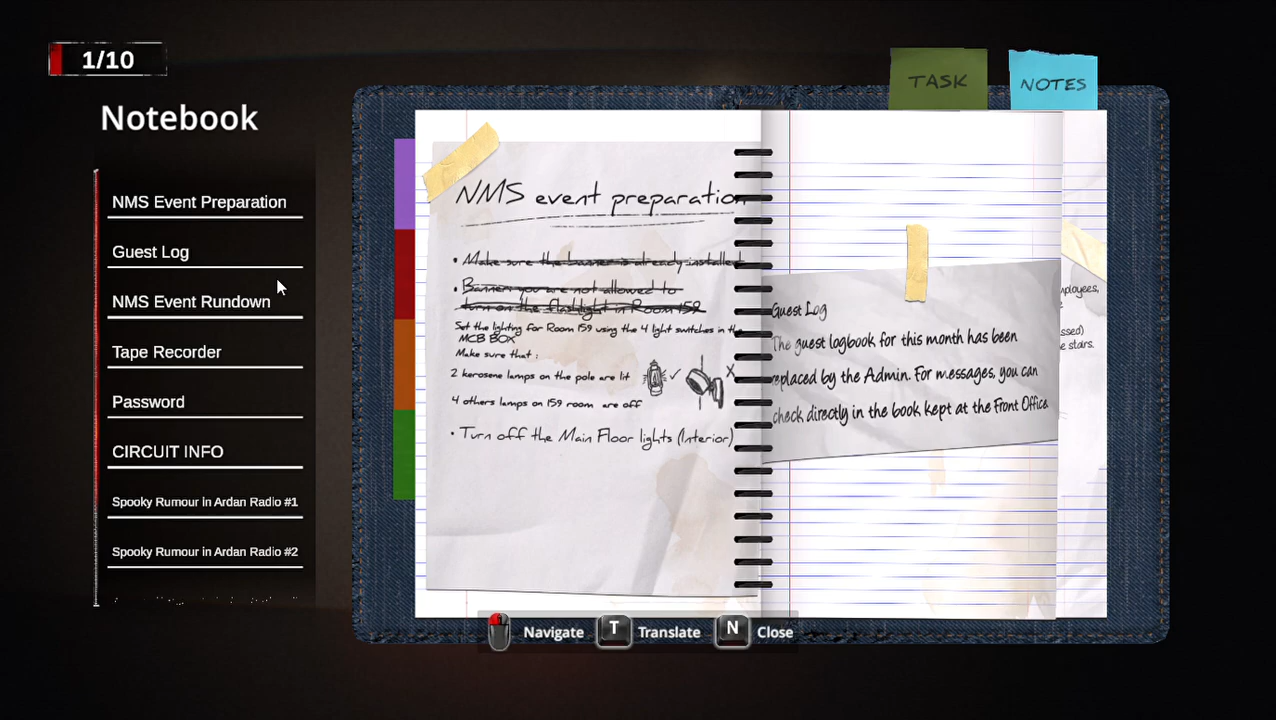 1/10
TASK
NOTES
Notebook
NMS Event Preparation
Guest Log
NMS Event Rundown
Tape Recorder
Password
CIRCUIT INFO
Spooky Rumour In Ardan Radio #1
Spooky Rumour In Ardan Radio #2
NMS event preparation
• Make sure the banner is already installed
• Banner: you are not allowed to
turn on the flashlight in Room 159
Set the lighting for Room 159 using the 4 light switches in th
MCB BOX
Make sure that :
2 kerosene lamps on the pole are lit
4 others lamps on 159 room are off
• Turn off the Main Floor lights (Interior)
Guest Log
The guest logbook for this month has been
replaced by the Admin. For messages, you can
check directly in the book kept at the Front Office
mployees,
ssed)
e stairs.
Navigate
T
Translate
N
Close